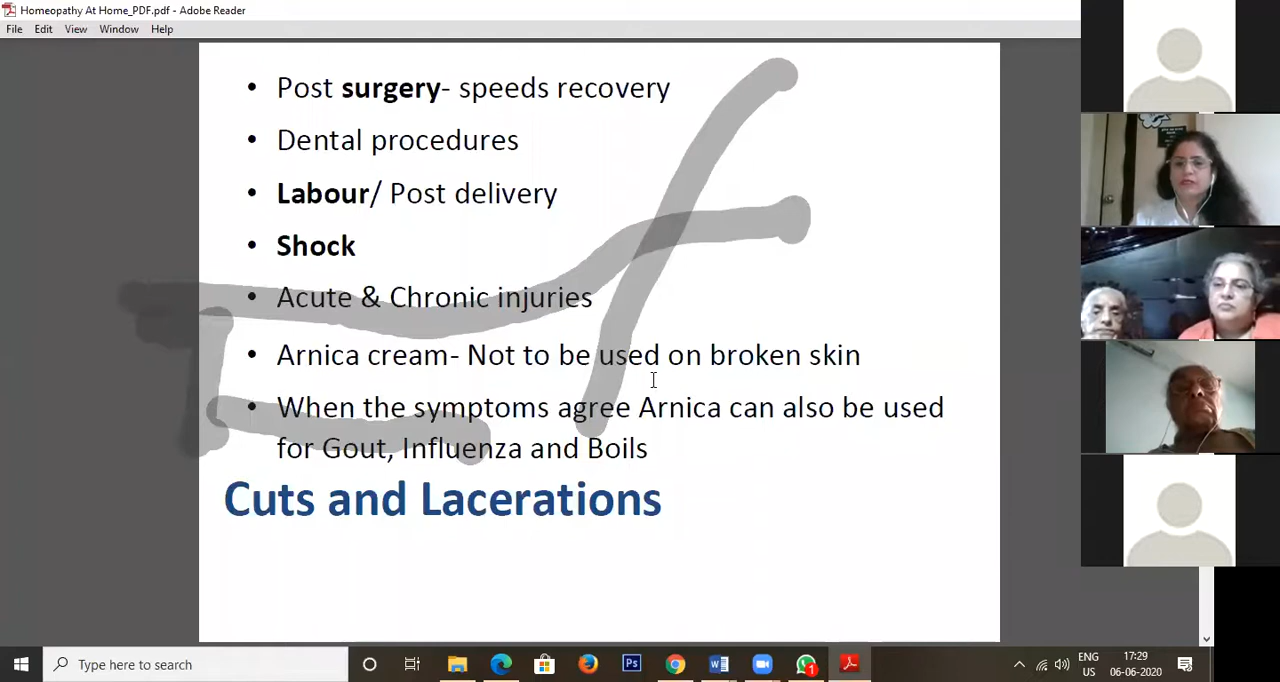 Homeopathy At Home_PDF.pdf - Adobe Reader
File Edit View Window Help
• Post surgery- speeds recovery
• Dental procedures
• Labour/ Post delivery
• Shock
• Acute & Chronic injuries
• Arnica cream- Not to be used on broken skin
• When the symptoms agree Arnica can also be used
for Gout, Influenza and Boils
Cuts and Lacerations
Type here to search
Ps
W
1
ENG
US
17:29
06-06-2020